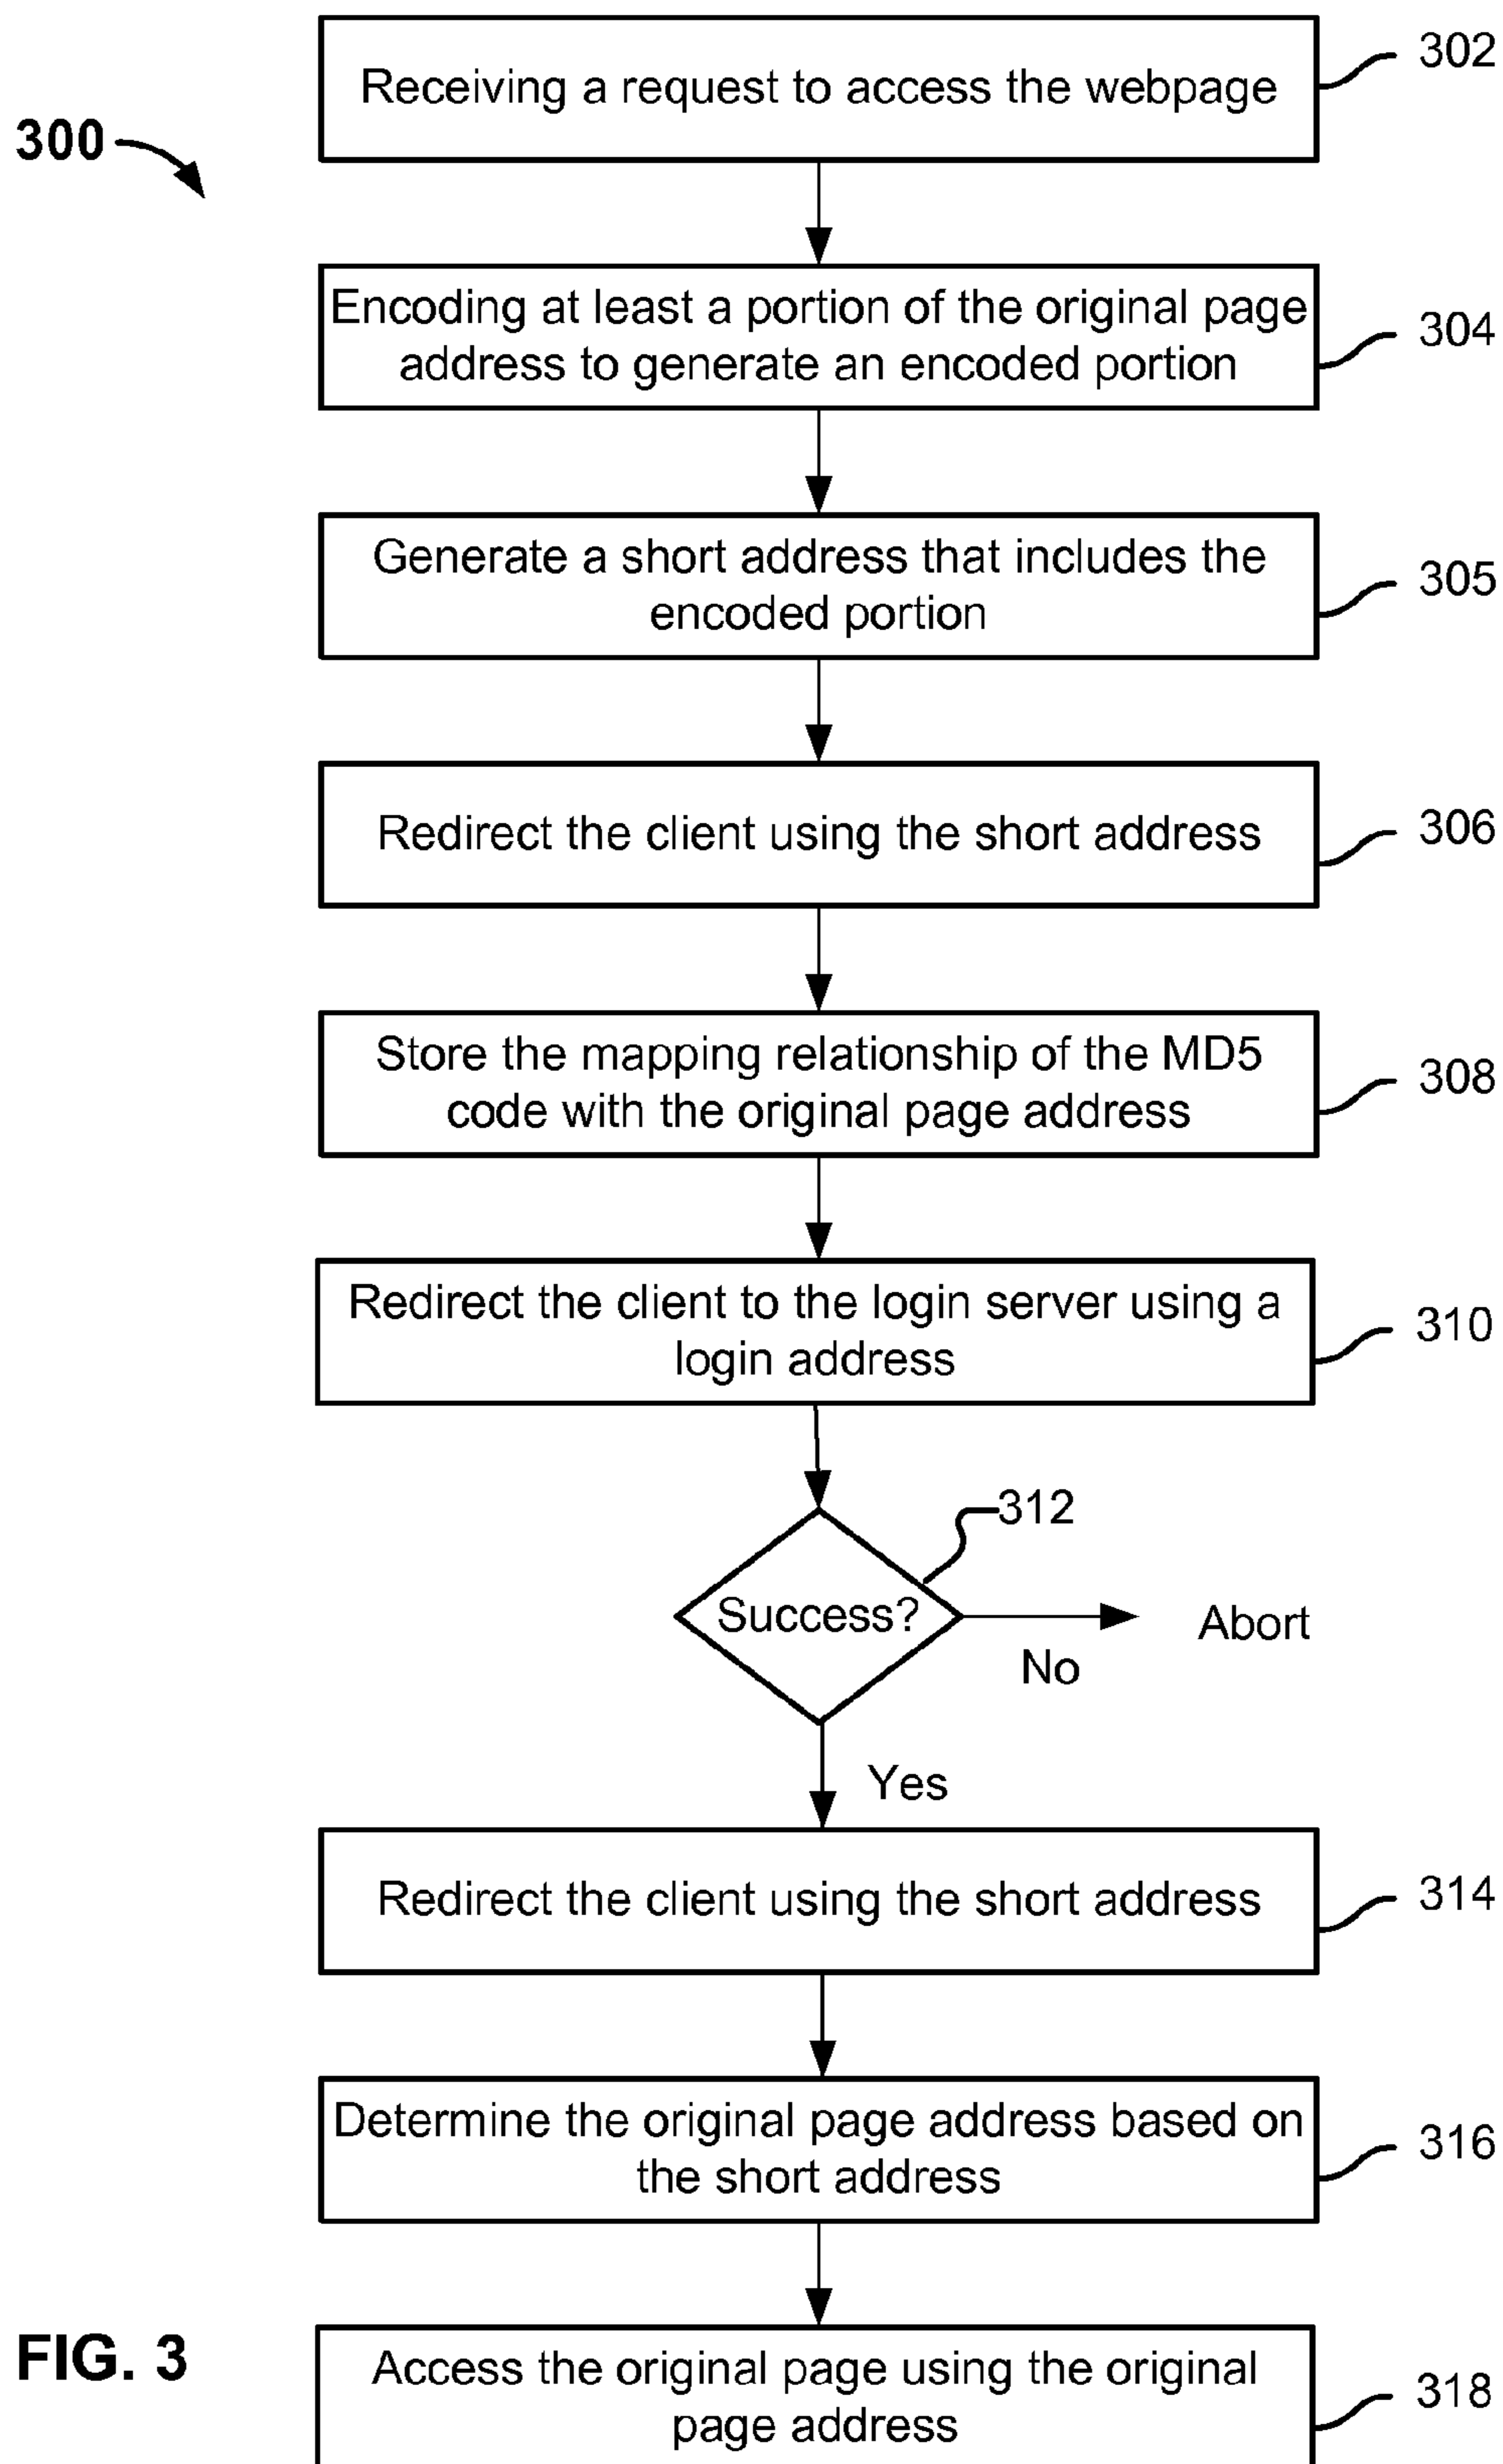 Receiving a request to access the webpage
302
300
Encoding at least a portion of the original page
address to generate an encoded portion
304
Generate a short address that includes the
encoded portion
305
Redirect the client using the short address
306
Store the mapping relationship of the MD5
code with the original page address
308
Redirect the client to the login server using a
login address
310
312
Success?
Abort
No
Yes
Redirect the client using the short address
314
Determine the original page address based on
the short address
316
FIG. 3
Access the original page using the original
page address
318